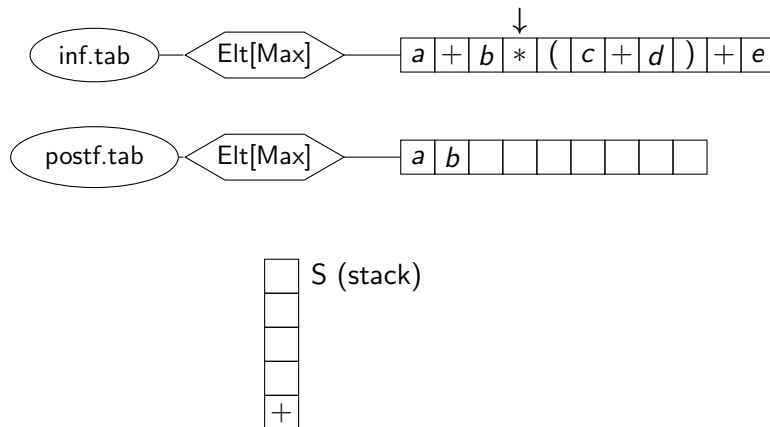 ↓
inf.tab Elt[Max] a + b * ( c + d ) + e
postf.tab Elt[Max] a b
S (stack)
+